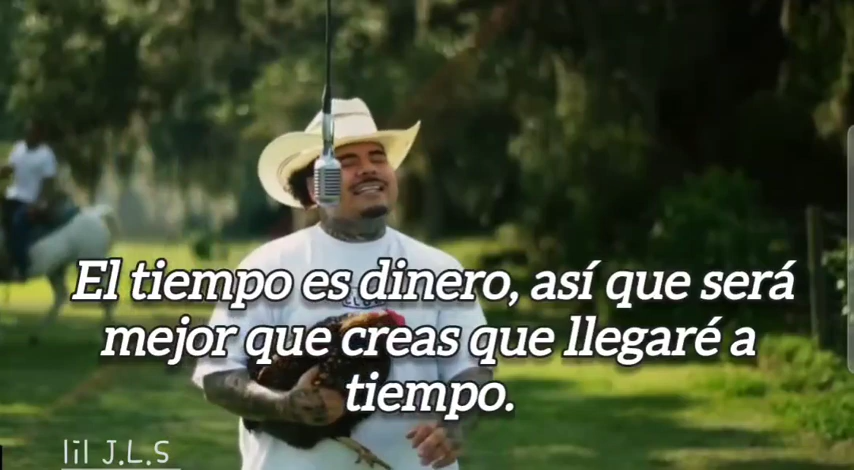 El tiempo es dinero, así que será
mejor que creas que llegaré a
tiempo.
lil J.L.S